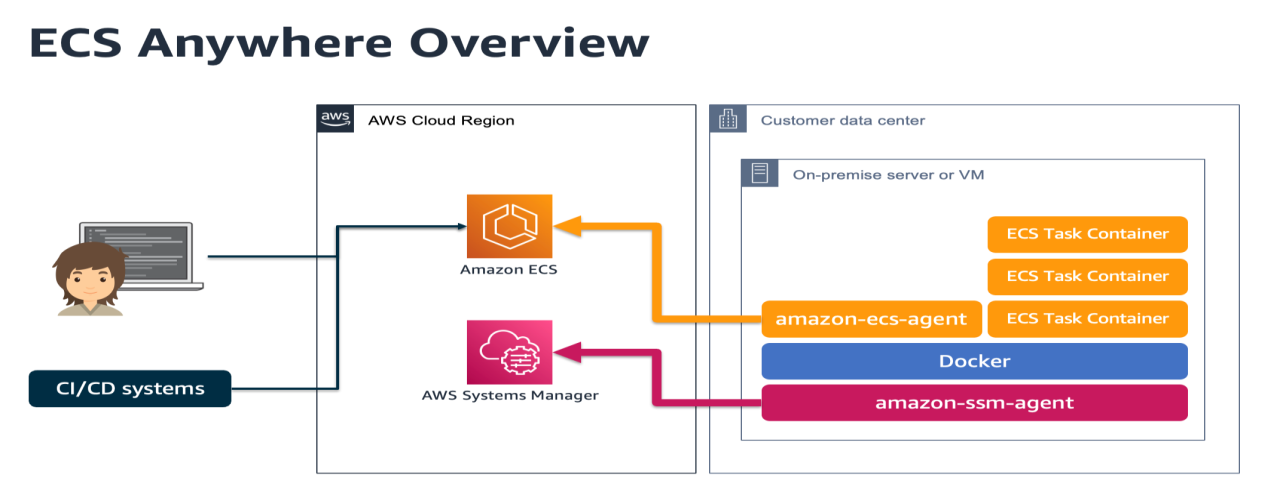 ECS Anywhere Overview
aws
AWS Cloud Region
Customer data center
On-premise server or VM
Amazon ECS
ECS Task Container
ECS Task Container
amazon-ecs-agent
ECS Task Container
Docker
amazon-ssm-agent
AWS Systems Manager
CI/CD systems